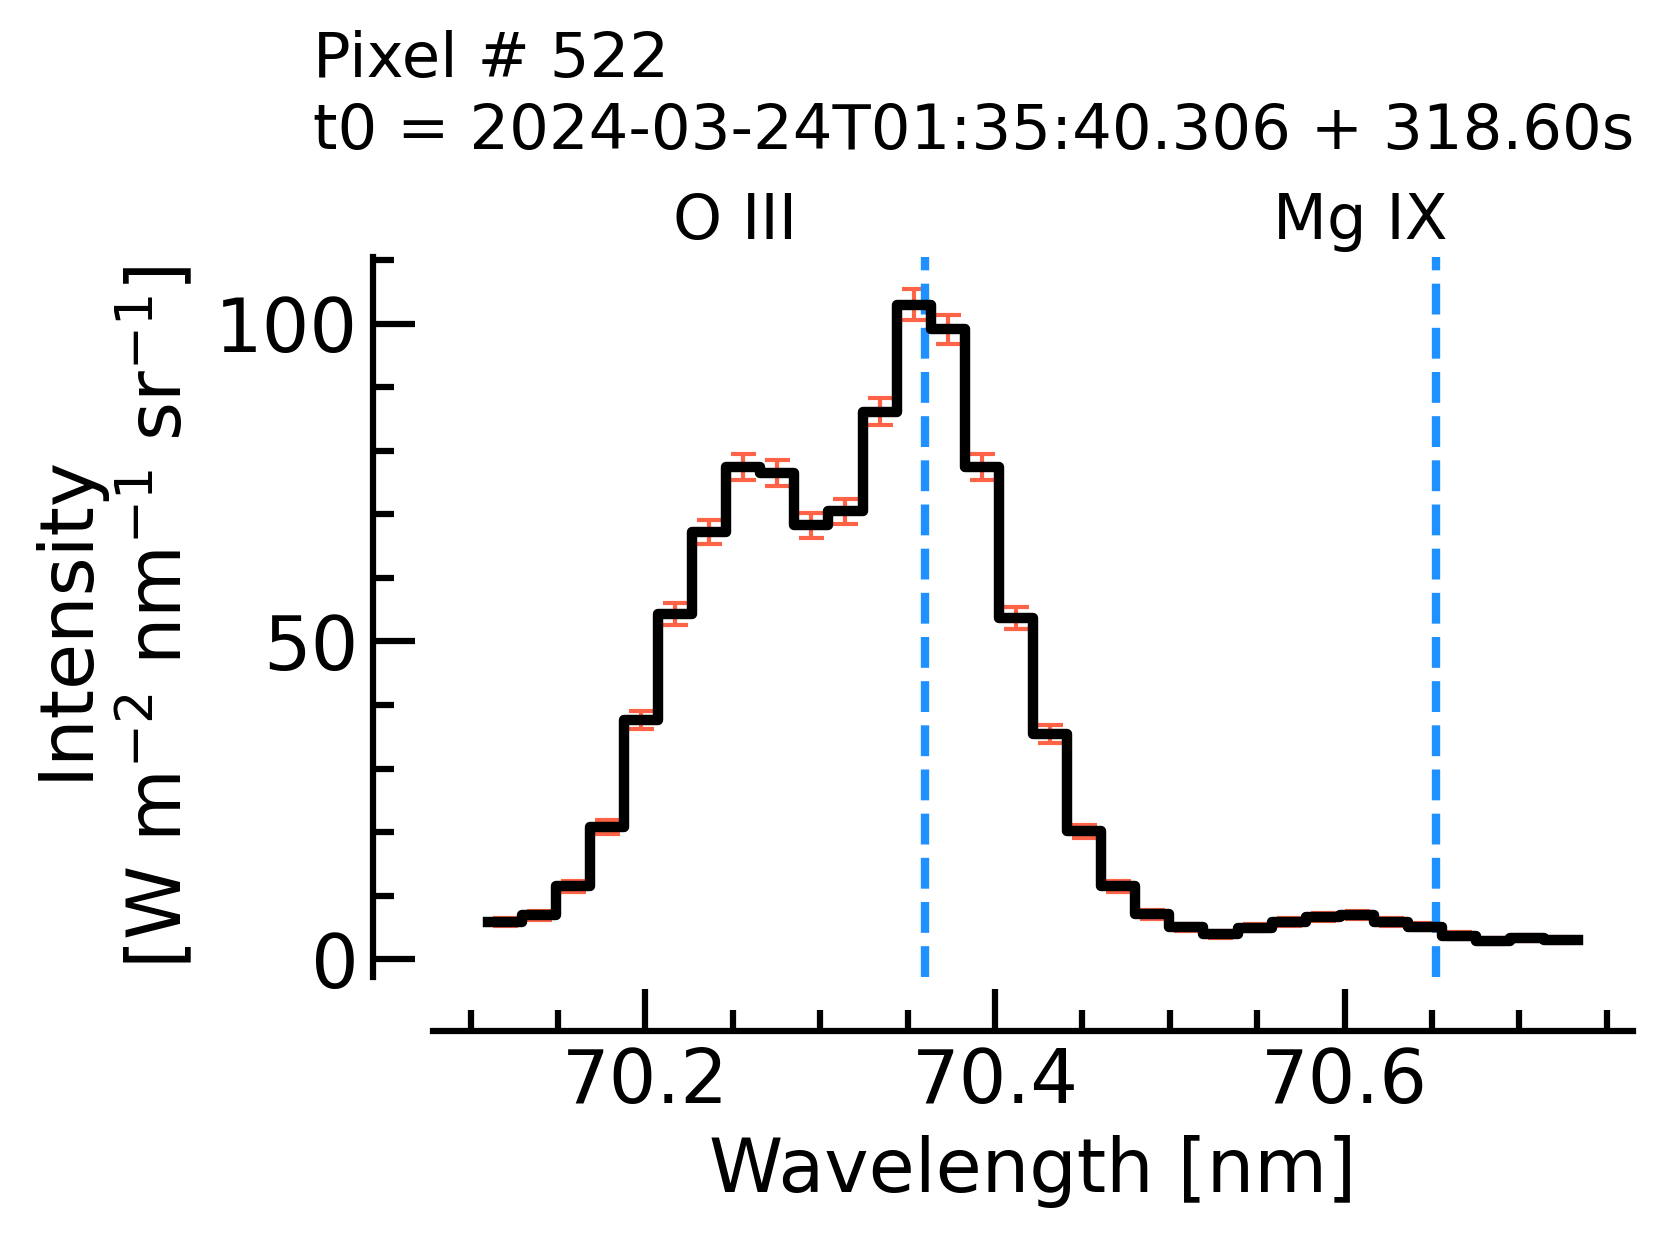 Pixel # 522
t0 = 2024-03-24T01:35:40.306 + 318.60s
O III Mg IX
Intensity
[W m⁻² nm⁻¹ sr⁻¹]
100
50
0
70.2 70.4 70.6
Wavelength [nm]